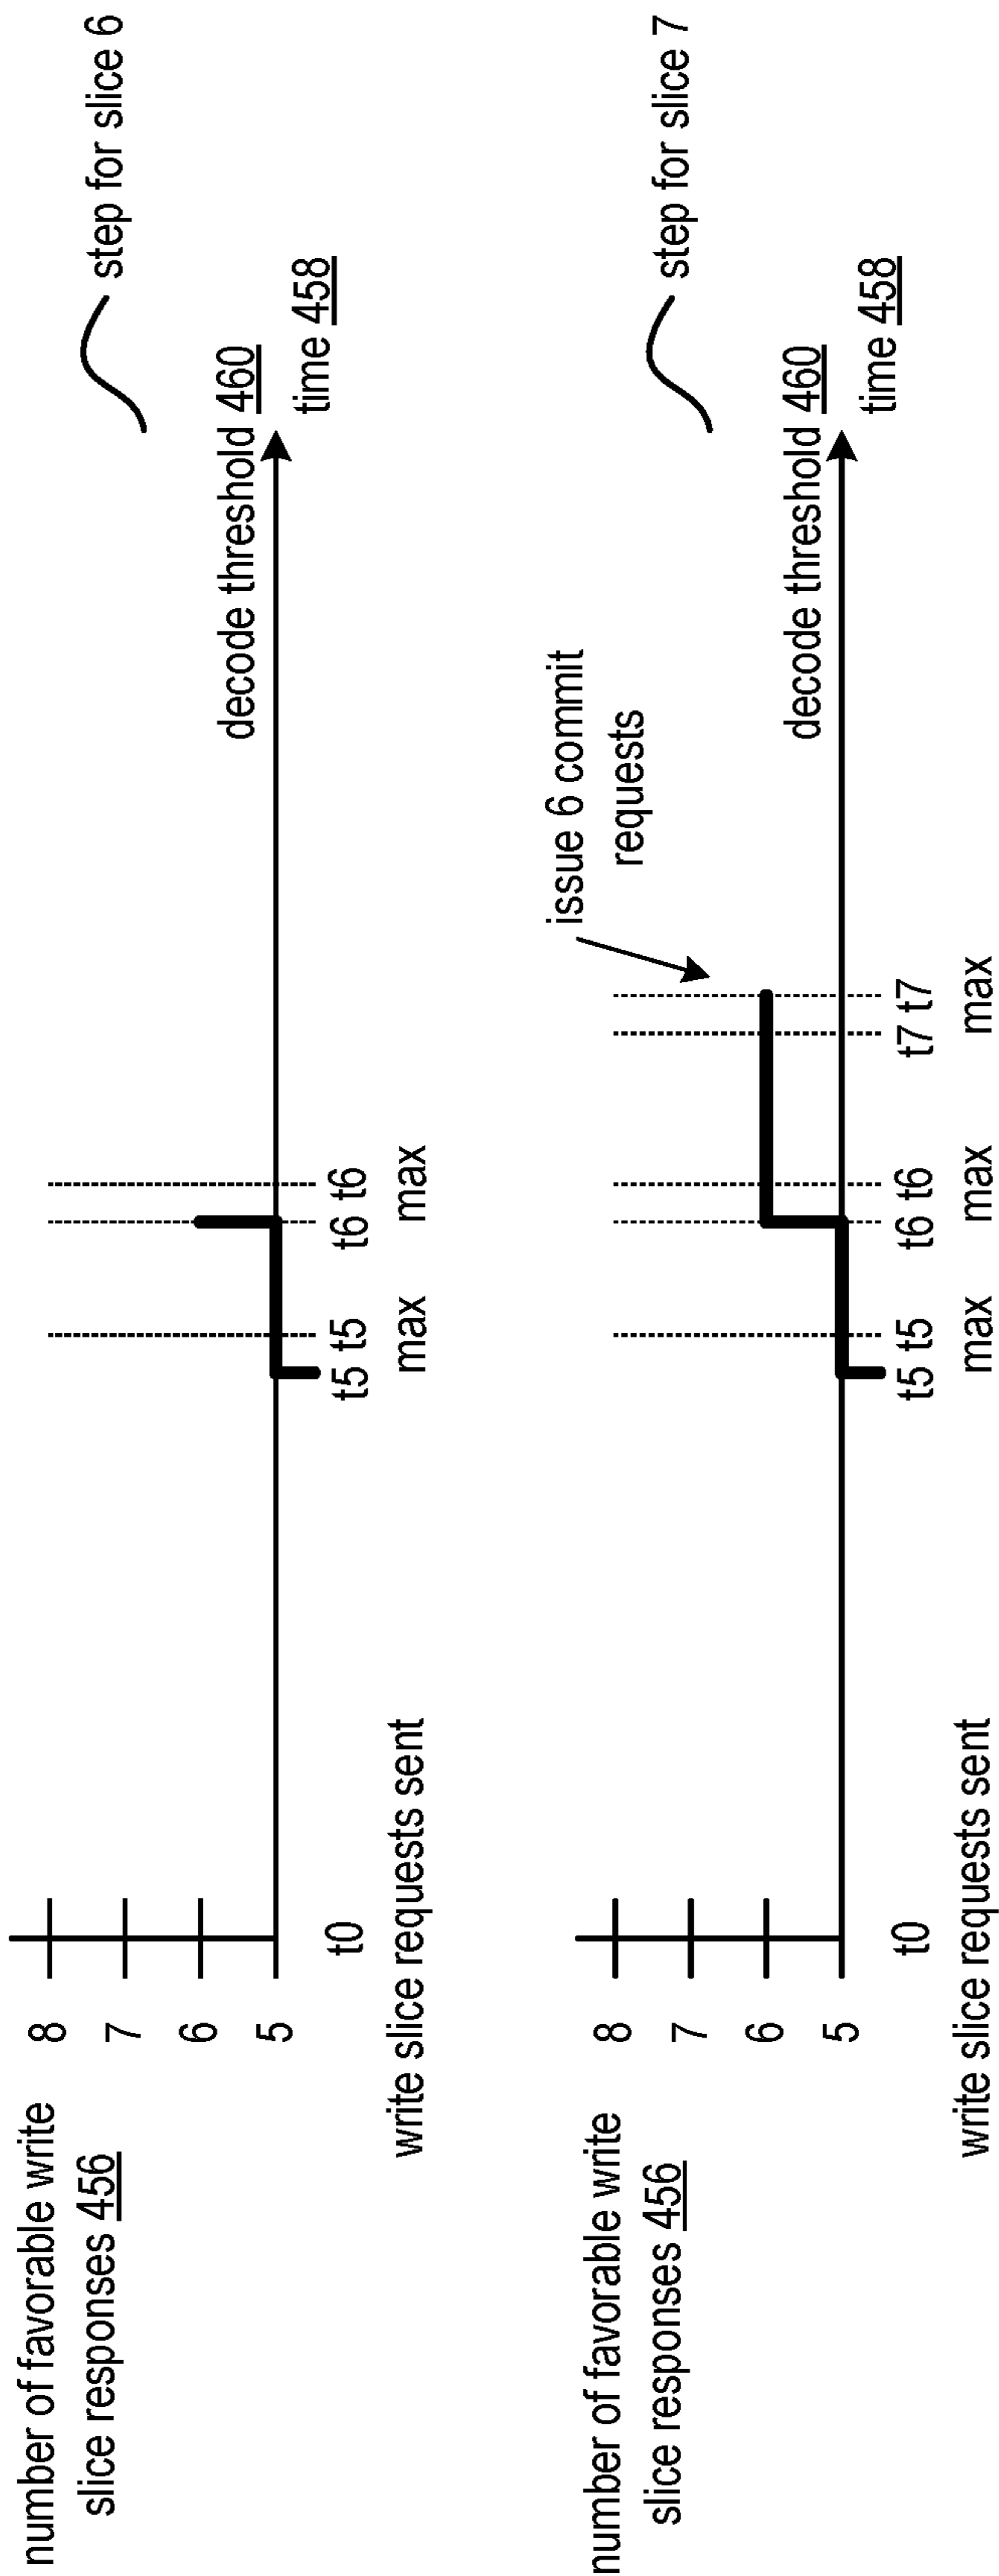 number of favorable write
slice responses 456
8
7
6
5
step for slice 6
decode threshold 460
time 458
t0
t5 t5
max
t6 t6
max
write slice requests sent
number of favorable write
slice responses 456
8
7
6
5
issue 6 commit
requests
step for slice 7
decode threshold 460
time 458
t0
t5 t5
max
t6 t6
max
t7 t7
max
write slice requests sent